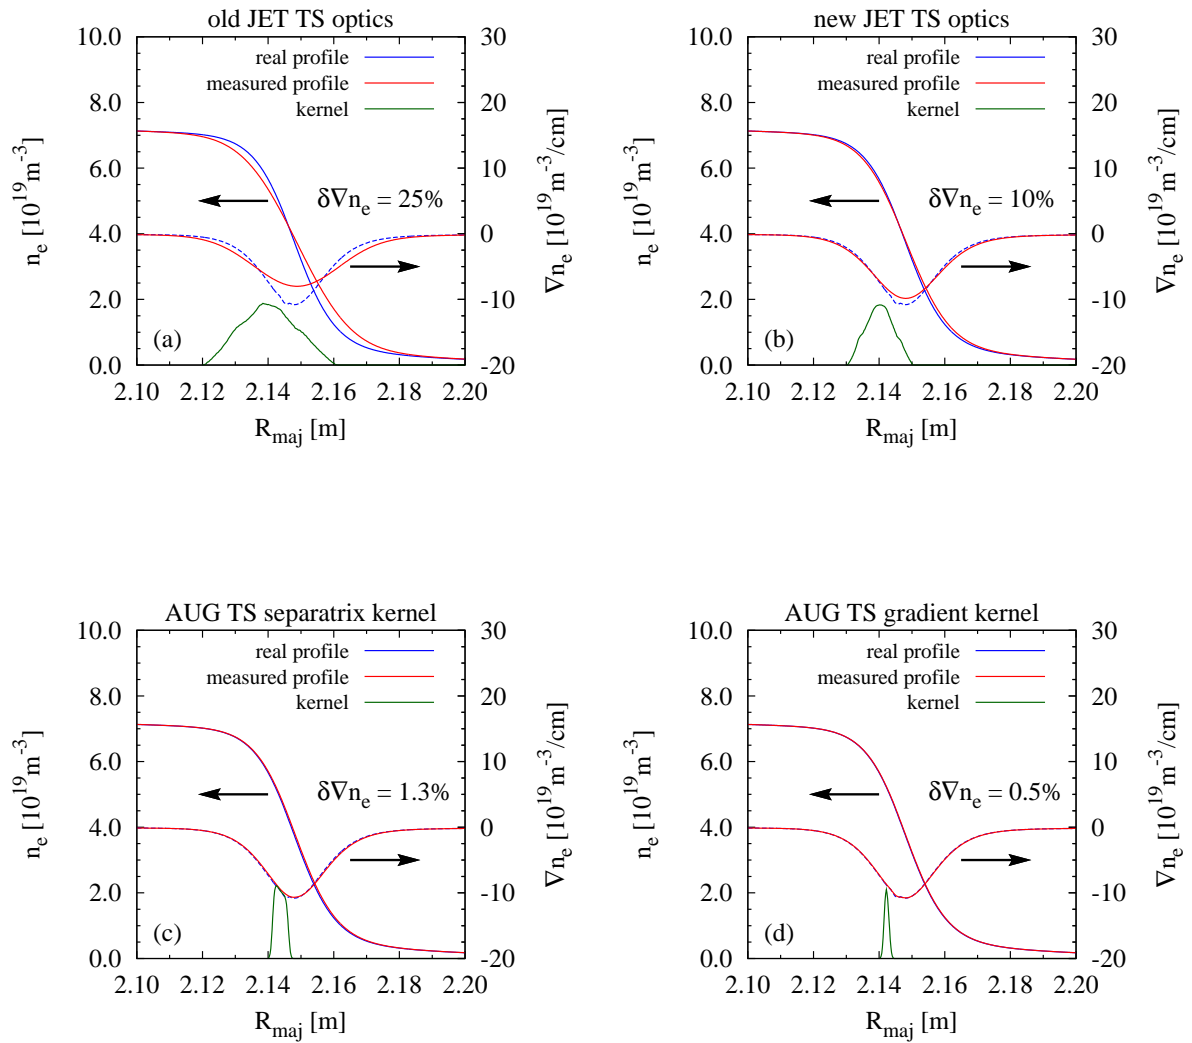 old JET TS optics
10.0
8.0
6.0
4.0
2.0
0.0
n_e [10^19 m^-3]
30
20
10
0
-10
-20
∇n_e [10^19 m^-3/cm]
real profile
measured profile
kernel
δ∇n_e = 25%
(a)
2.10 2.12 2.14 2.16 2.18 2.20
R_maj [m]
new JET TS optics
10.0
8.0
6.0
4.0
2.0
0.0
n_e [10^19 m^-3]
30
20
10
0
-10
-20
∇n_e [10^19 m^-3/cm]
real profile
measured profile
kernel
δ∇n_e = 10%
(b)
2.10 2.12 2.14 2.16 2.18 2.20
R_maj [m]
AUG TS separatrix kernel
10.0
8.0
6.0
4.0
2.0
0.0
n_e [10^19 m^-3]
30
20
10
0
-10
-20
∇n_e [10^19 m^-3/cm]
real profile
measured profile
kernel
δ∇n_e = 1.3%
(c)
2.10 2.12 2.14 2.16 2.18 2.20
R_maj [m]
AUG TS gradient kernel
10.0
8.0
6.0
4.0
2.0
0.0
n_e [10^19 m^-3]
30
20
10
0
-10
-20
∇n_e [10^19 m^-3/cm]
real profile
measured profile
kernel
δ∇n_e = 0.5%
(d)
2.10 2.12 2.14 2.16 2.18 2.20
R_maj [m]